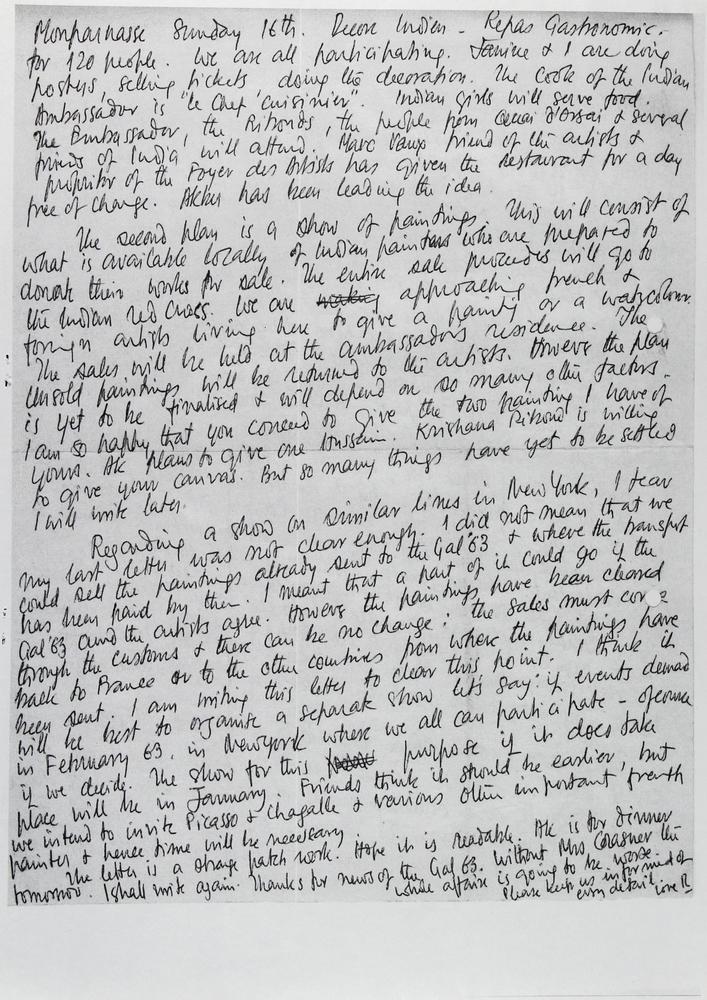 Monparnasse Sunday 16th. Decore Indien - Repas Gastronomic.
for 120 people. We are all participating. Janine & I are doing
posters, selling tickets, doing the decoration. The cook of the Indian
Ambassador is "le Chef 'cuisinier". Indian girls will serve food.
The Embassador, the Ribouds, the people from Quai d'Orsai & several
friends of India will attend. Marc Vaux friend of the artists &
propritor of the Foyer des Artists has given the restaurant for a day
free of charge. Akbar has been leading the idea.
The second plan is a show of paintings. This will consist of
what is available locally of Indian painters who are prepared to
donate their works for sale. The entire sale proceedes will go to
the Indian red cross. We are making approaching french &
foreign artists living here to give a painting or a watercolour.
The sales will be held at the ambassadors residence. The
unsold paintings will be returned to the artists. However the plan
is yet to be finalised & will depend on so many other factors.
I am so happy that you concend to give the two painting I have of
yours. Ak plans to give one Hussain. Krishana Riboud is willing
to give your canvas. But so many things have yet to be settled
I will write later.
Regarding a show on similar lines in New York, I fear
my last letter was not clear enough. I did not mean that we
could sell the paintings already sent to the Gal '63 & where the transport
has been paid by them. I meant that a part of it could go if the
Gal '63 and the artists agree. However the paintings have been cleared
through the customs & there can be no change: the sales must come
back to France or to the other countries from where the paintings have
been sent. I am writing this letter to clear this point. I think it
will be best to organise a separate show let's say: if events demad
in February 63. in New York where we all can participate - ofcourse
if we decide. The show for this purpose if it does take
place will be in January. Friends think it should be earlier, but
we intend to invite Picasso & Chagalle & various other important french
painters & hence time will be necessary
The letter is a strange patch work. Hope it is readable. Ak is for dinner
tomorrow. I shall write again. Thanks for news of the Gal 63. Without Mrs the
whole affaire is going to be worse.
Please keep us informed of
every detail. love R